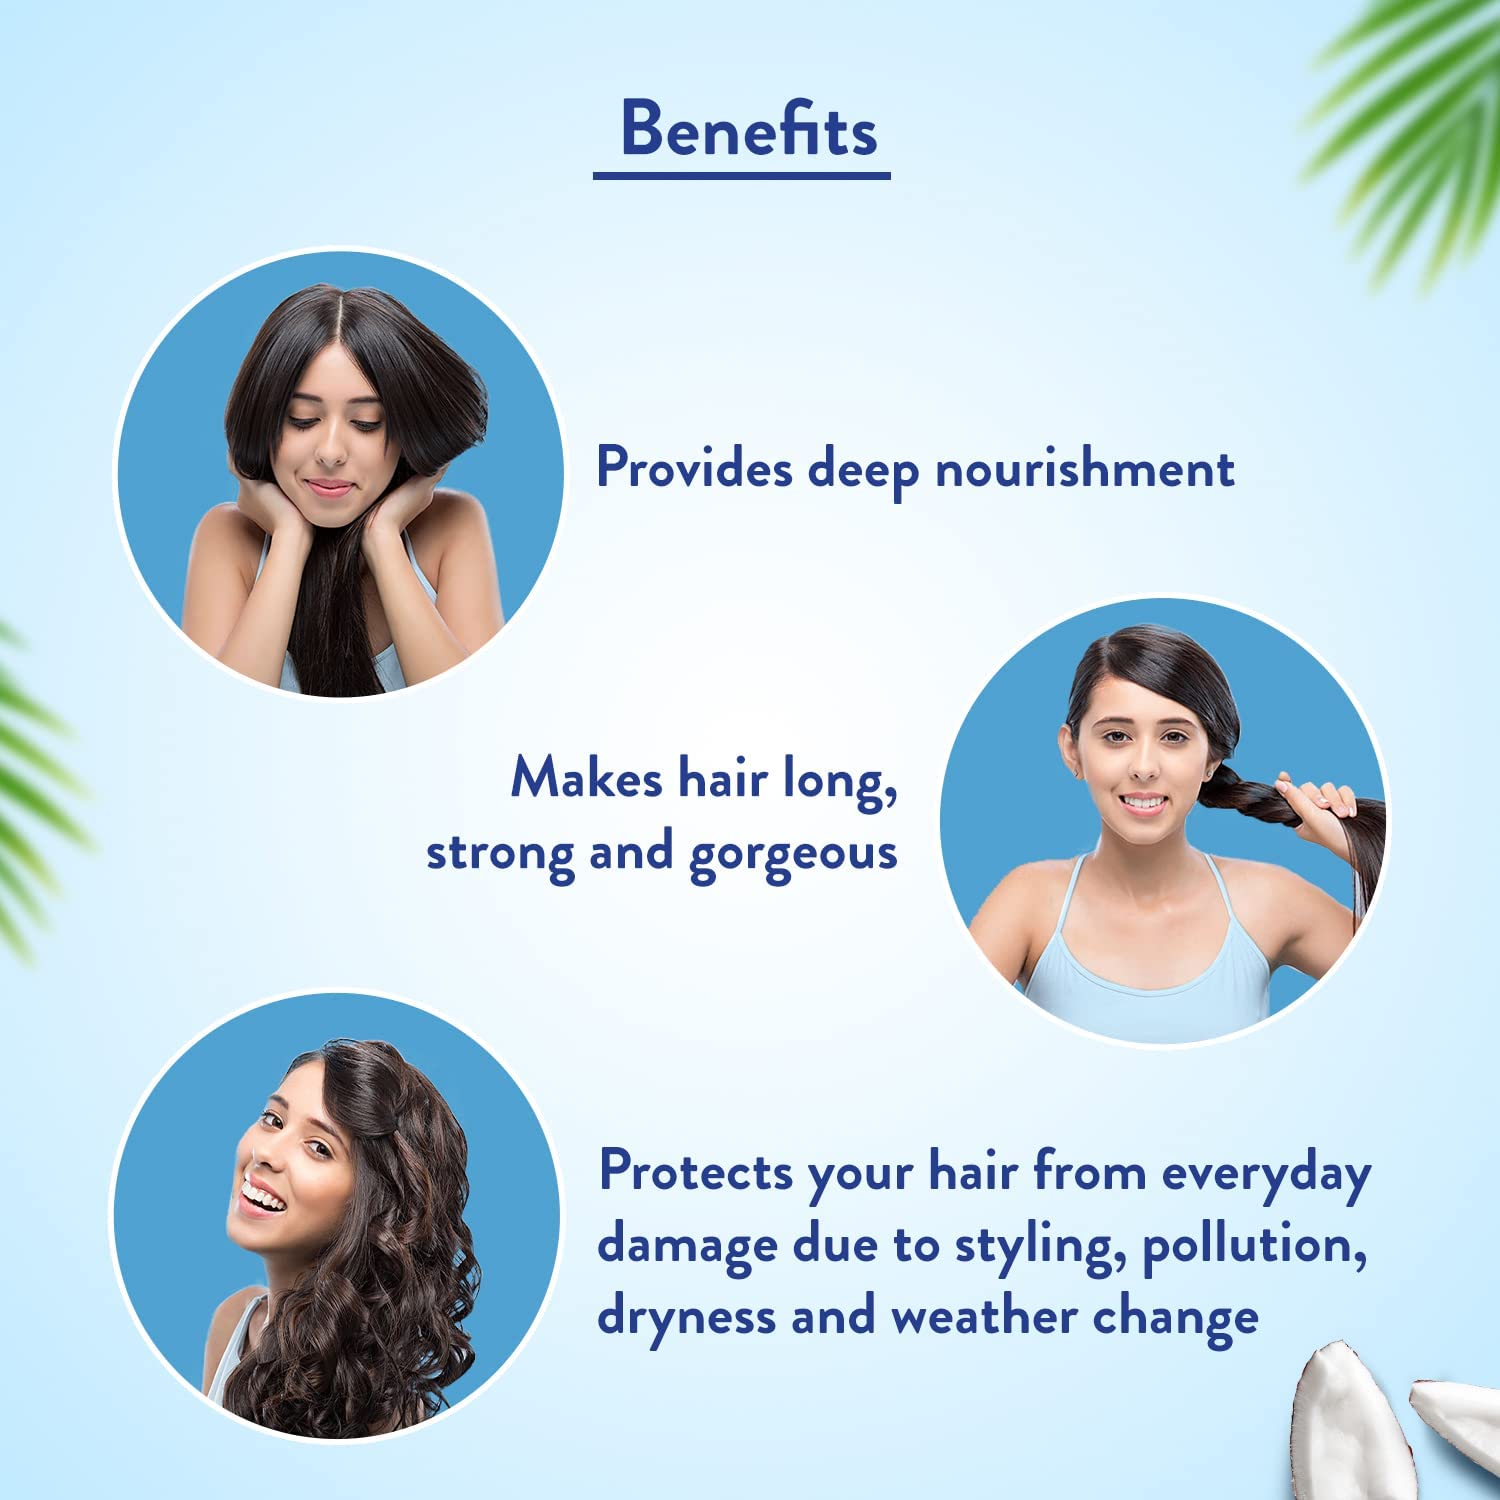 Benefits
Provides deep nourishment
Makes hair long,
strong and gorgeous
Protects your hair from everyday
damage due to styling, pollution,
dryness and weather change